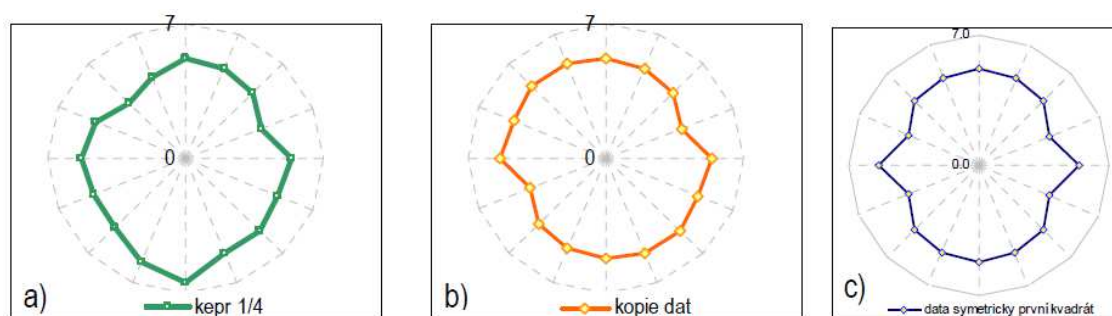 7
0
a)
kepr 1/4
7
0
b)
kopie dat
7.0
0.0
c)
data symetricky první kvadrát